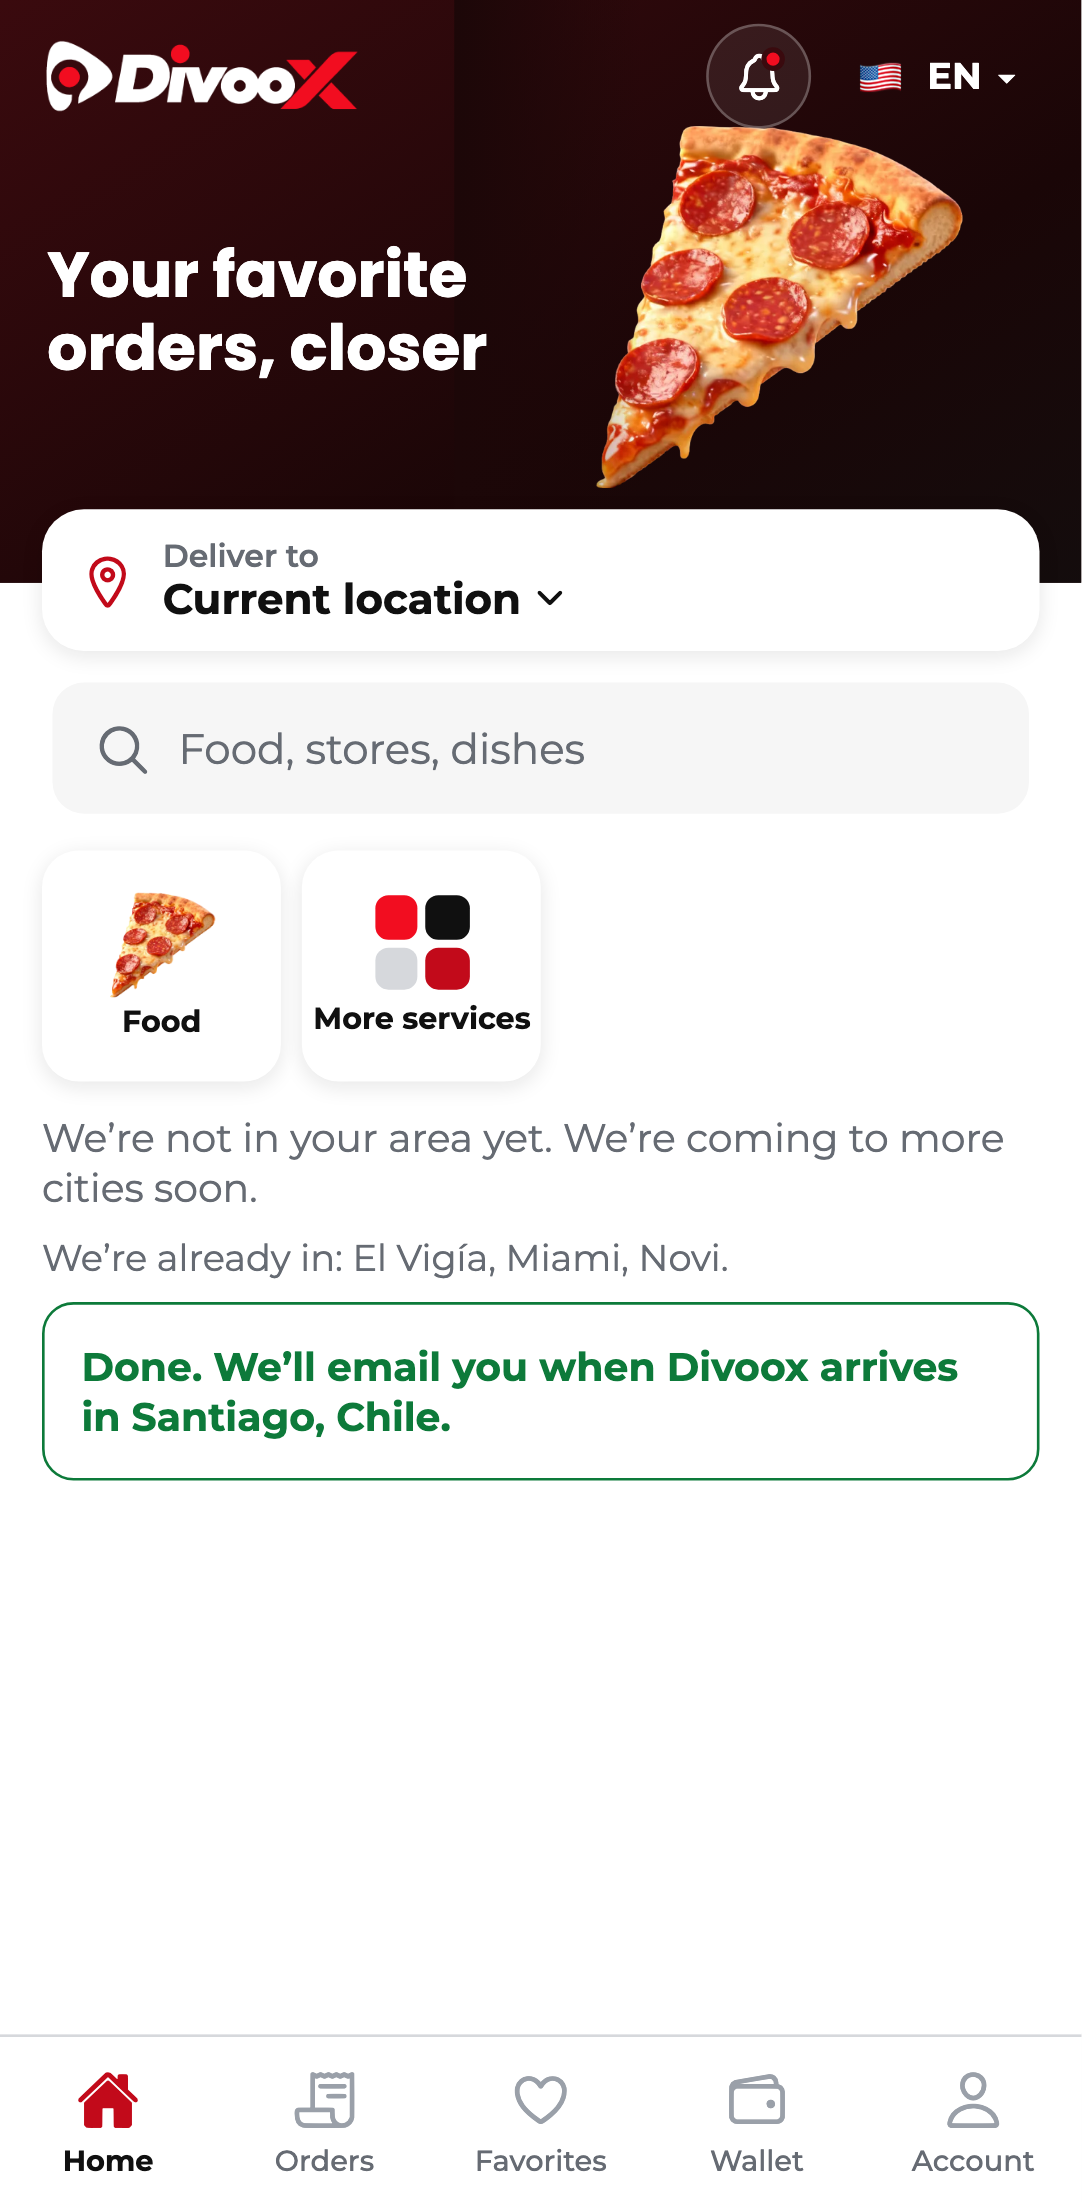 DivooX
EN
Your favorite
orders, closer
Deliver to
Current location
Food, stores, dishes
Food
More services
We’re not in your area yet. We’re coming to more
cities soon.
We’re already in: El Vigía, Miami, Novi.
Done. We’ll email you when Divoox arrives
in Santiago, Chile.
Home
Orders
Favorites
Wallet
Account